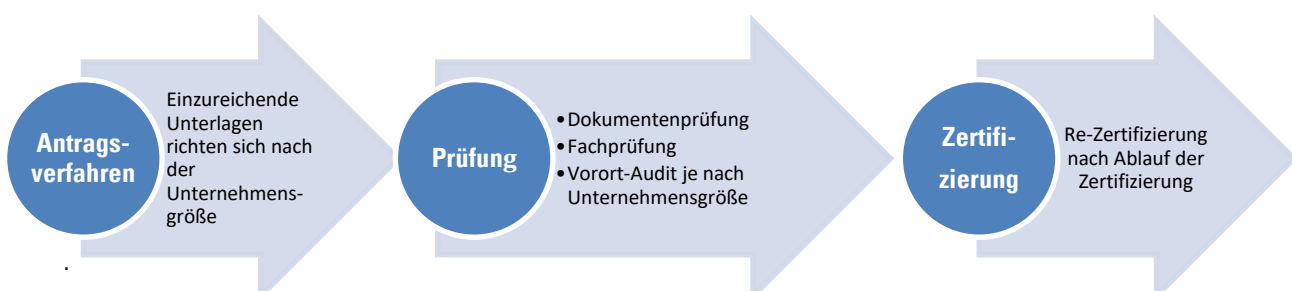 Antrags-
verfahren
Einzureichende
Unterlagen
richten sich nach
der
Unternehmens-
größe
.
Prüfung
•Dokumentenprüfung
•Fachprüfung
•Vorort-Audit je nach
Unternehmensgröße
Zertifi-
zierung
Re-Zertifizierung
nach Ablauf der
Zertifizierung